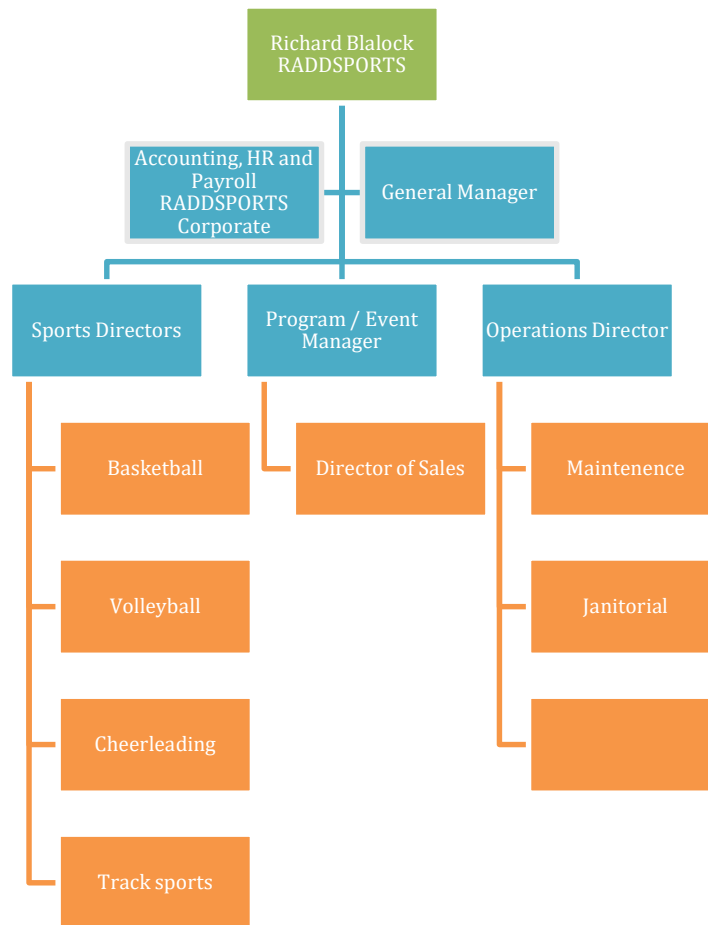 Richard Blalock
RADDSPORTS
Accounting, HR and
Payroll
RADDSPORTS
Corporate
General Manager
Sports Directors
Program / Event
Manager
Operations Director
Basketball
Director of Sales
Maintenence
Volleyball
Janitorial
Cheerleading
Track sports